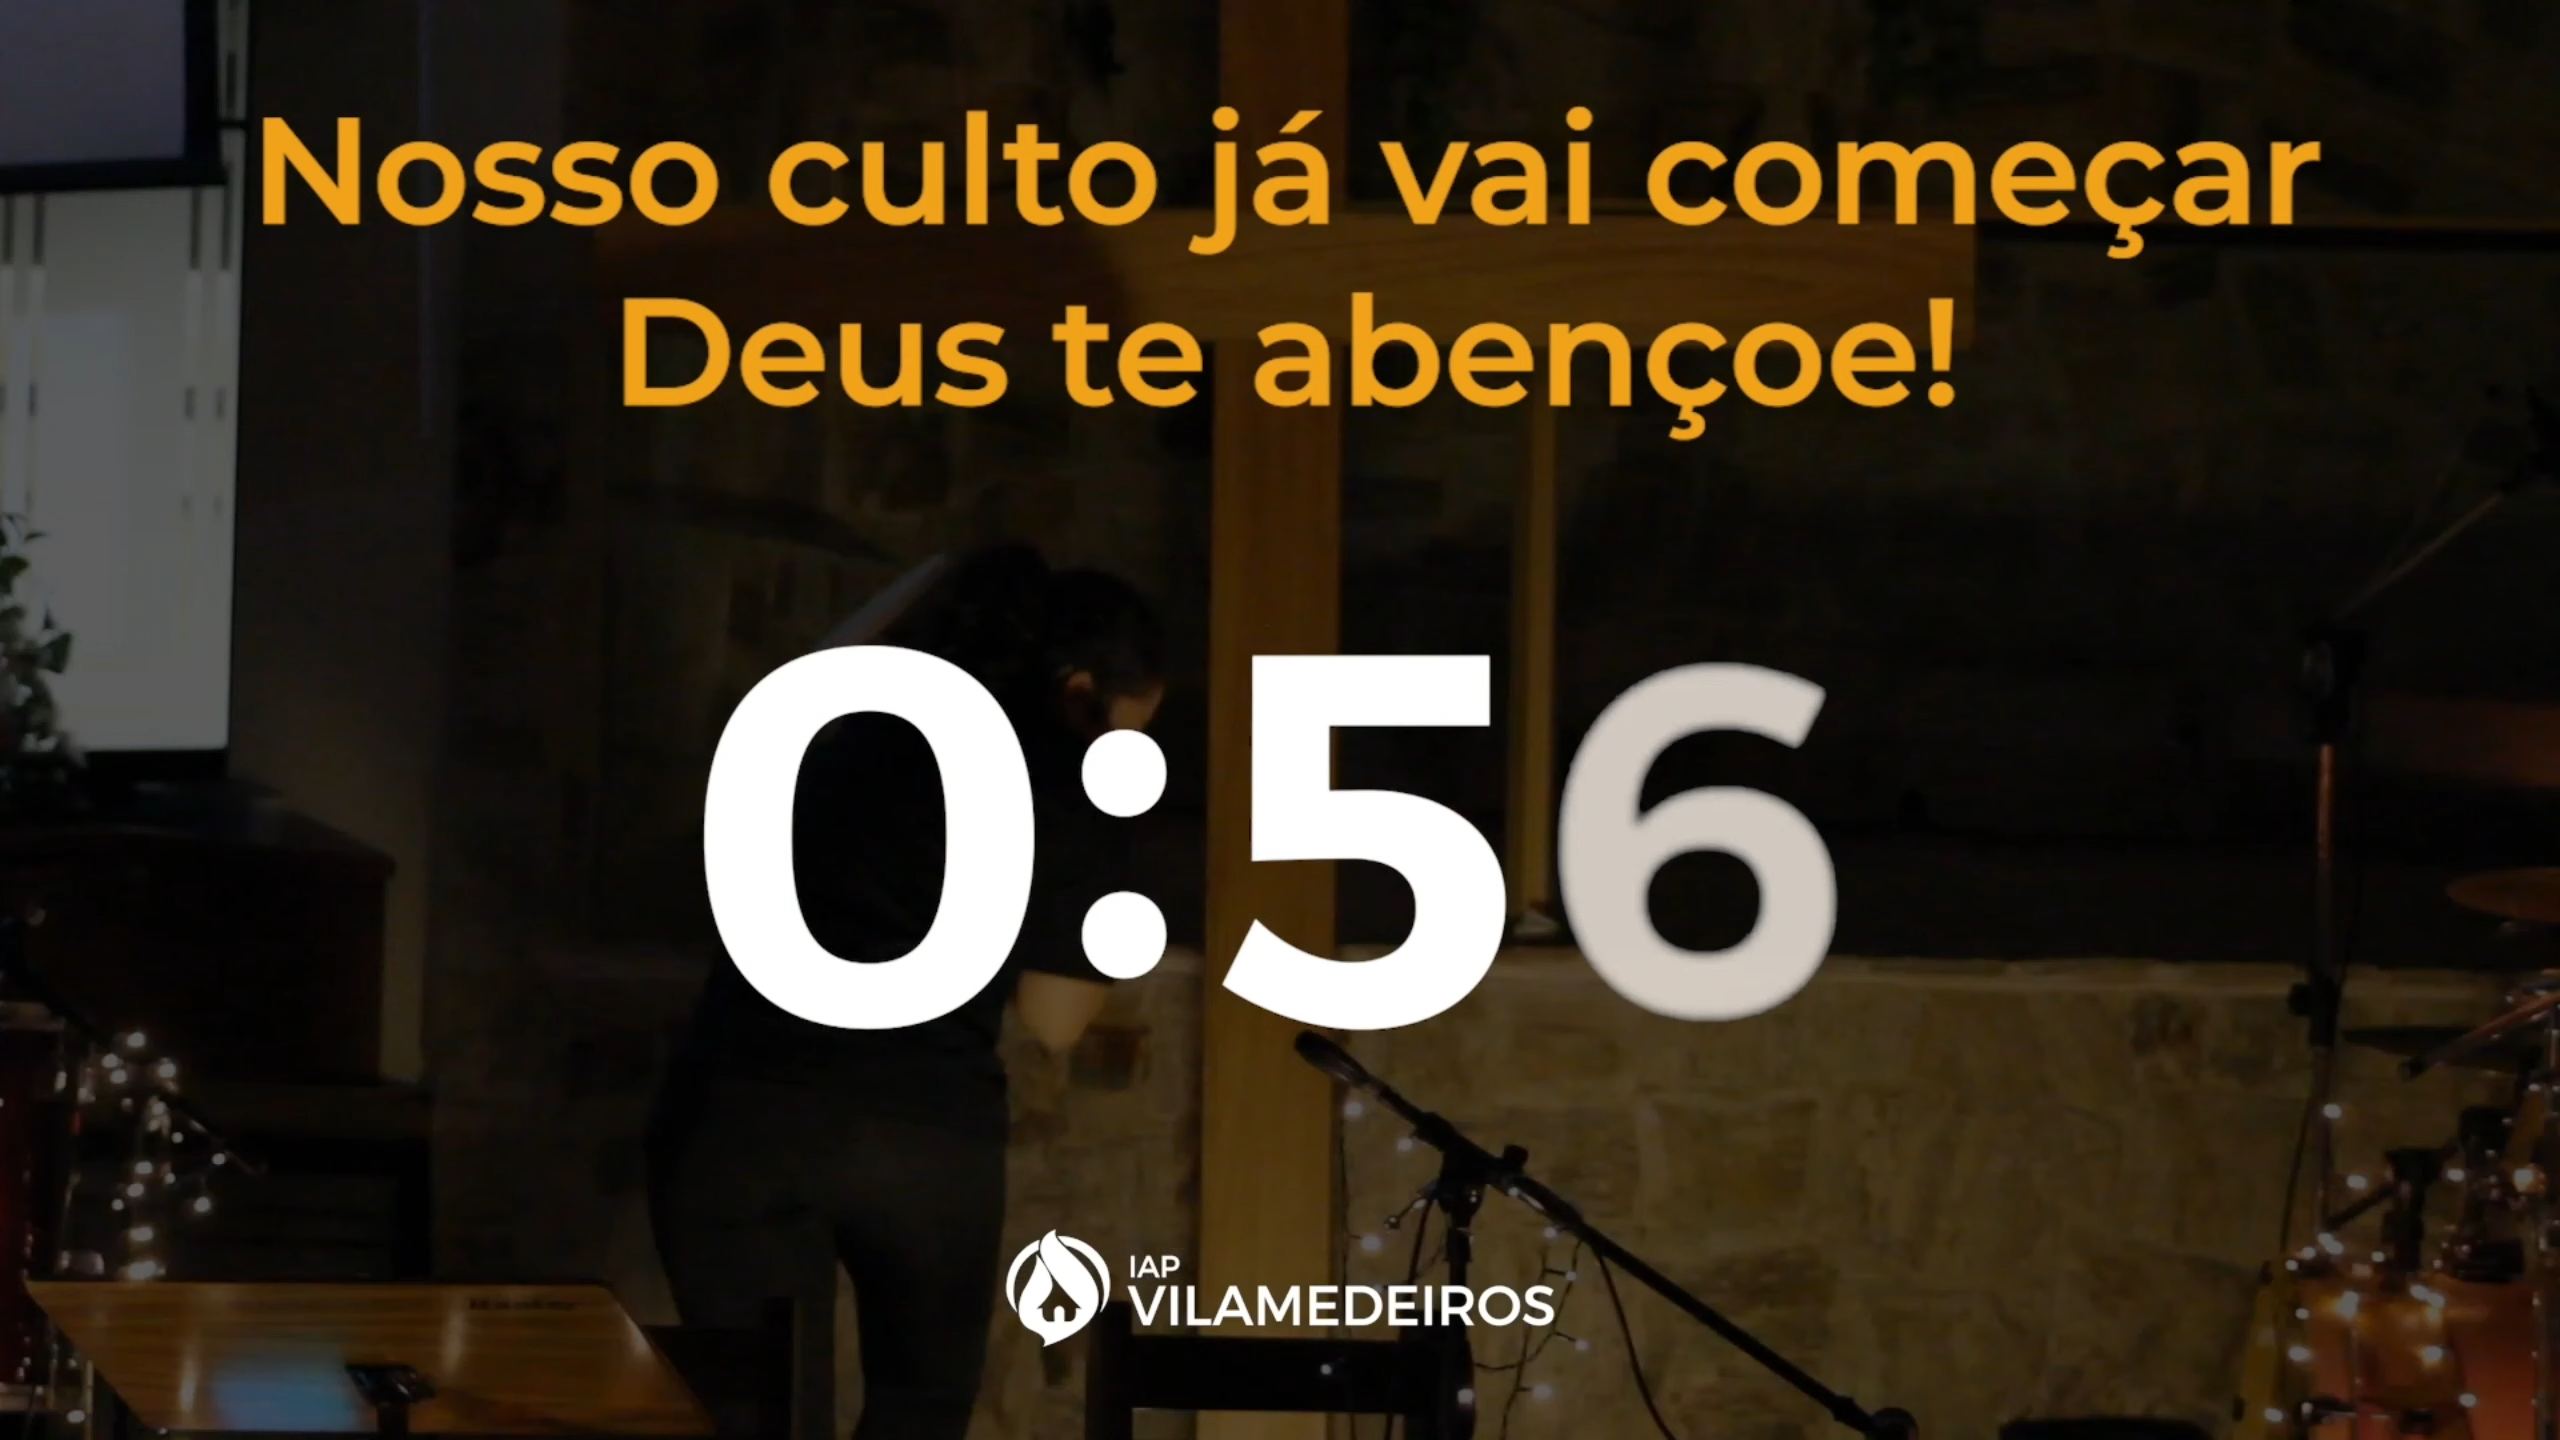 Nosso culto já vai começar
Deus te abençoe!
0:56
IAP
VILAMEDEIROS